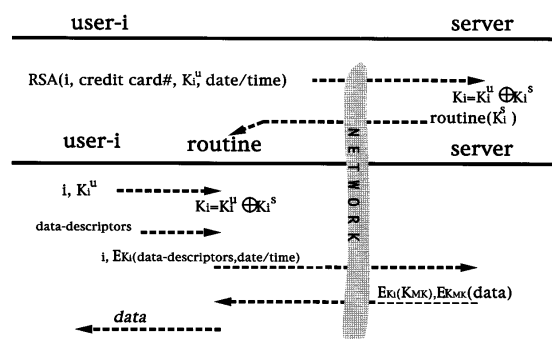 user-i server
RSA(i, credit card#, Kiᵘ, date/time)
Ki=Kiᵘ ⊕Kiˢ
routine(Kiˢ)
user-i routine server
NETWORK
i, Kiᵘ
Ki=Kiᵘ ⊕Kiˢ
data-descriptors
i, EKi(data-descriptors,date/time)
EKi(KMK),EKMK(data)
data